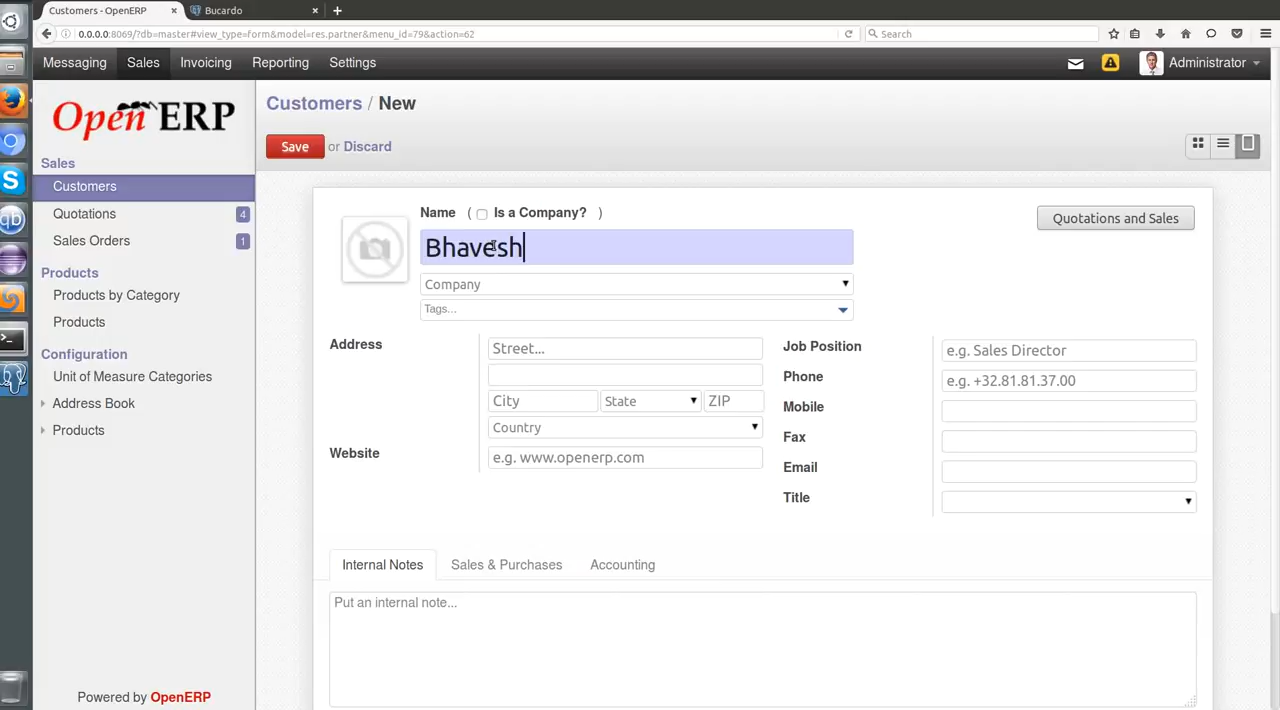 Customers - OpenERP × Bucardo × +
0.0.0.0:8069/?db=master#view_type=form&model=res.partner&menu_id=79&action=62 Search
Messaging Sales Invoicing Reporting Settings Administrator
Open ERP
Customers / New
Save or Discard
Sales
Customers
Quotations 4
Sales Orders 1
Products
Products by Category
Products
Configuration
Unit of Measure Categories
Address Book
Products
Powered by OpenERP
Name ( Is a Company? )
Quotations and Sales
Bhavesh
Company
Tags...
Address Street...
City State ZIP
Country
Website e.g. www.openerp.com
Job Position e.g. Sales Director
Phone e.g. +32.81.81.37.00
Mobile
Fax
Email
Title
Internal Notes Sales & Purchases Accounting
Put an internal note...
S
qb
>_